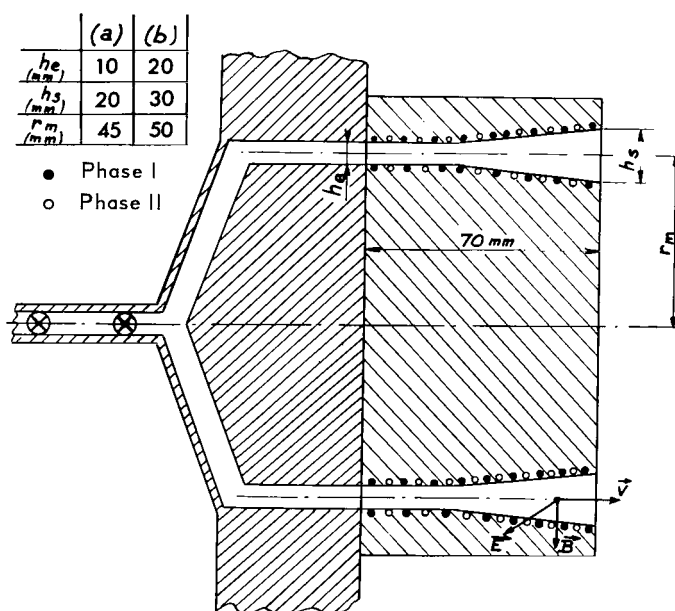 (a) (b)
he (mm) 10 20
hs (mm) 20 30
rm (mm) 45 50
● Phase I
○ Phase II
he
hs
70 mm
rm
V
E
B